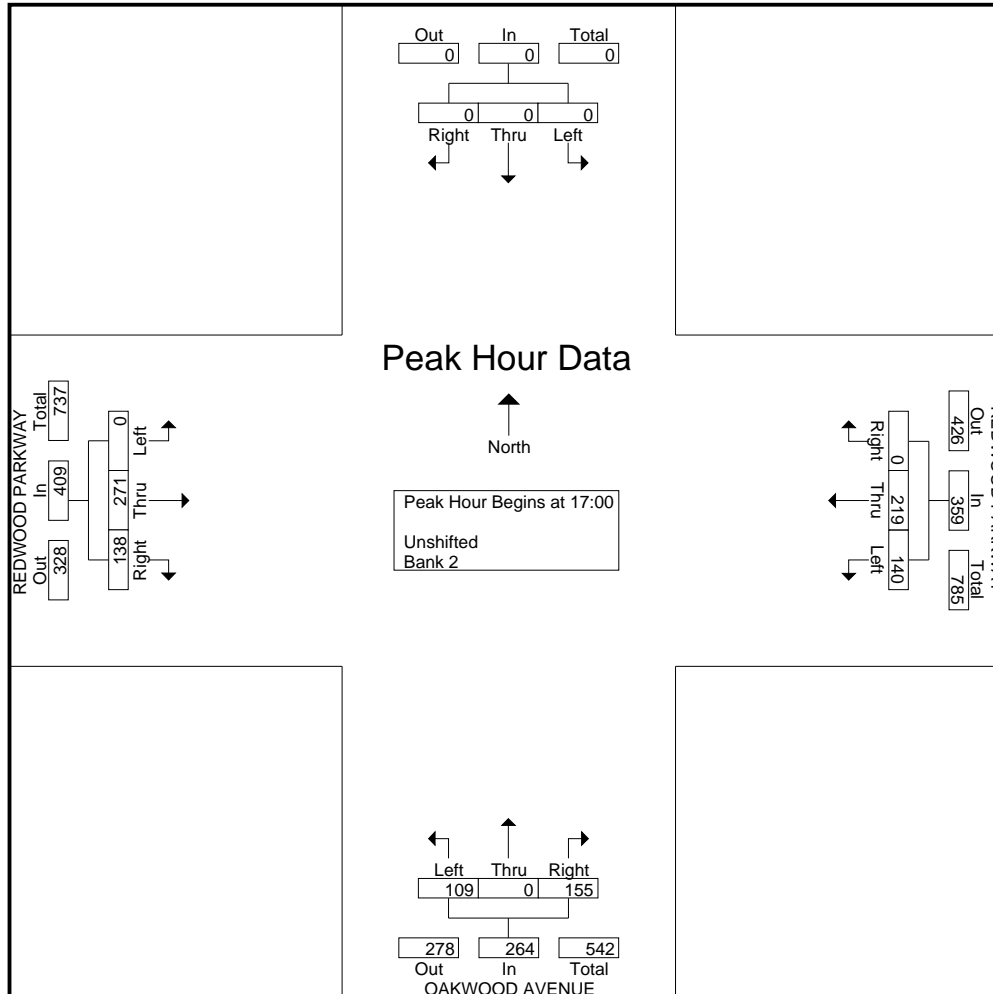 Out In Total
0 0 0
0 0 0
Right Thru Left
Peak Hour Data
North
Peak Hour Begins at 17:00
Unshifted
Bank 2
REDWOOD PARKWAY
Total In Out
737 409 328
0 271 138
Left Thru Right
Right Thru Left
0 219 140
426 359 785
Out In Total
Left Thru Right
109 0 155
278 264 542
Out In Total
OAKWOOD AVENUE